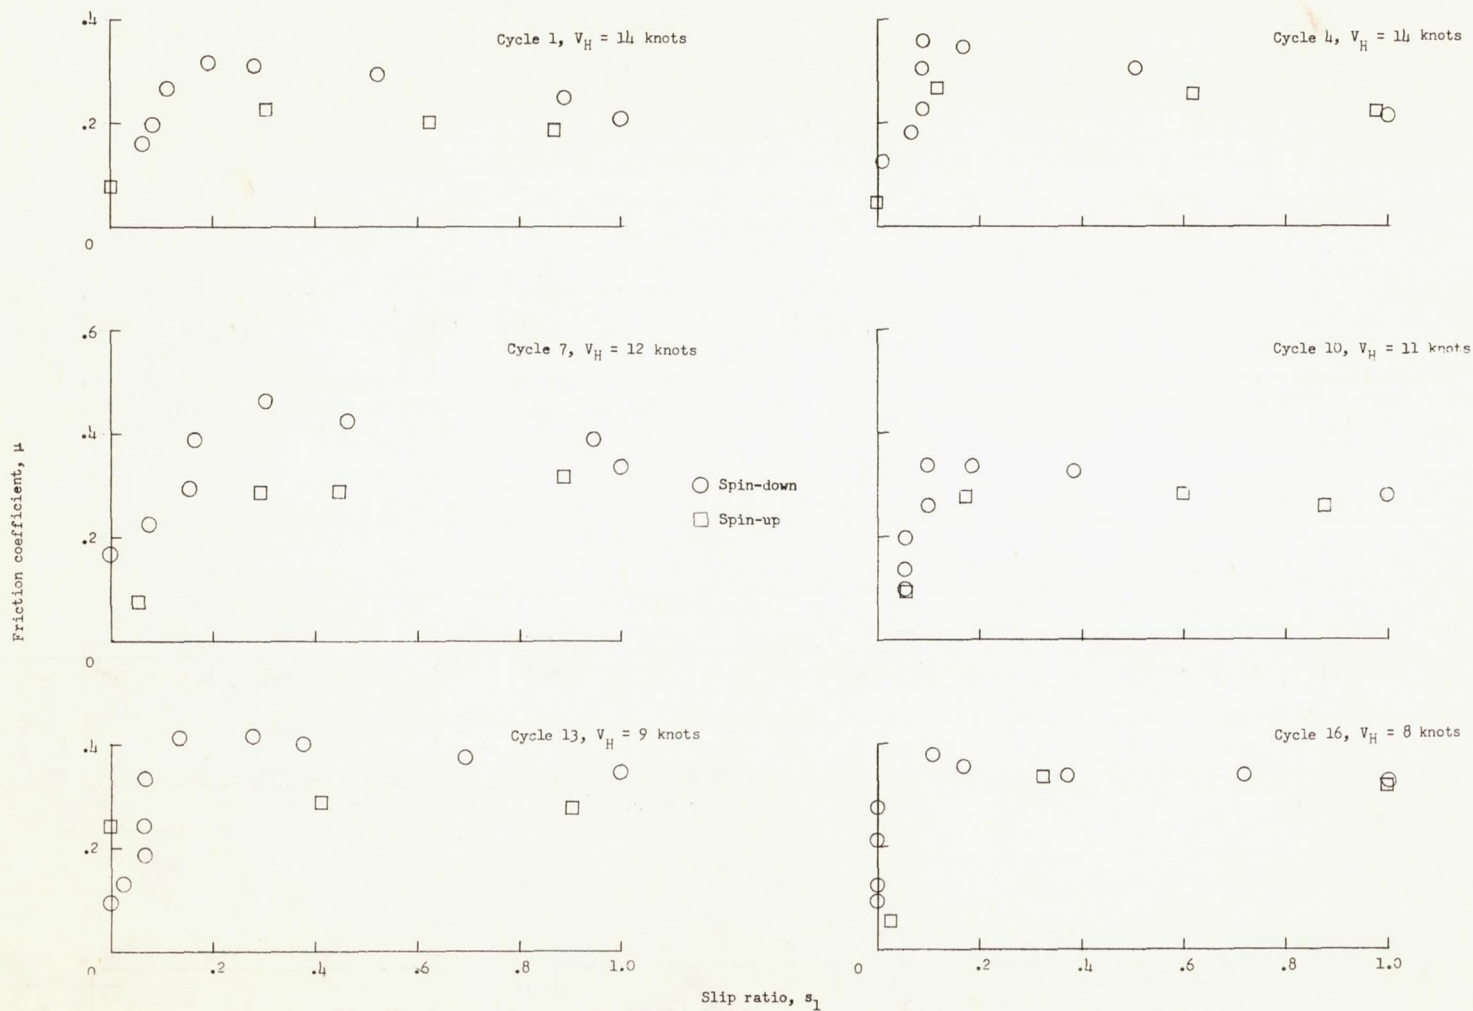 Cycle 1, V_H = 14 knots
Cycle 4, V_H = 14 knots
.4
.2
0
Cycle 7, V_H = 12 knots
Cycle 10, V_H = 11 knots
.6
.4
.2
0
Friction coefficient, μ
Spin-down
Spin-up
Cycle 13, V_H = 9 knots
Cycle 16, V_H = 8 knots
.4
.2
0 .2 .4 .6 .8 1.0
0 .2 .4 .6 .8 1.0
Slip ratio, s_1